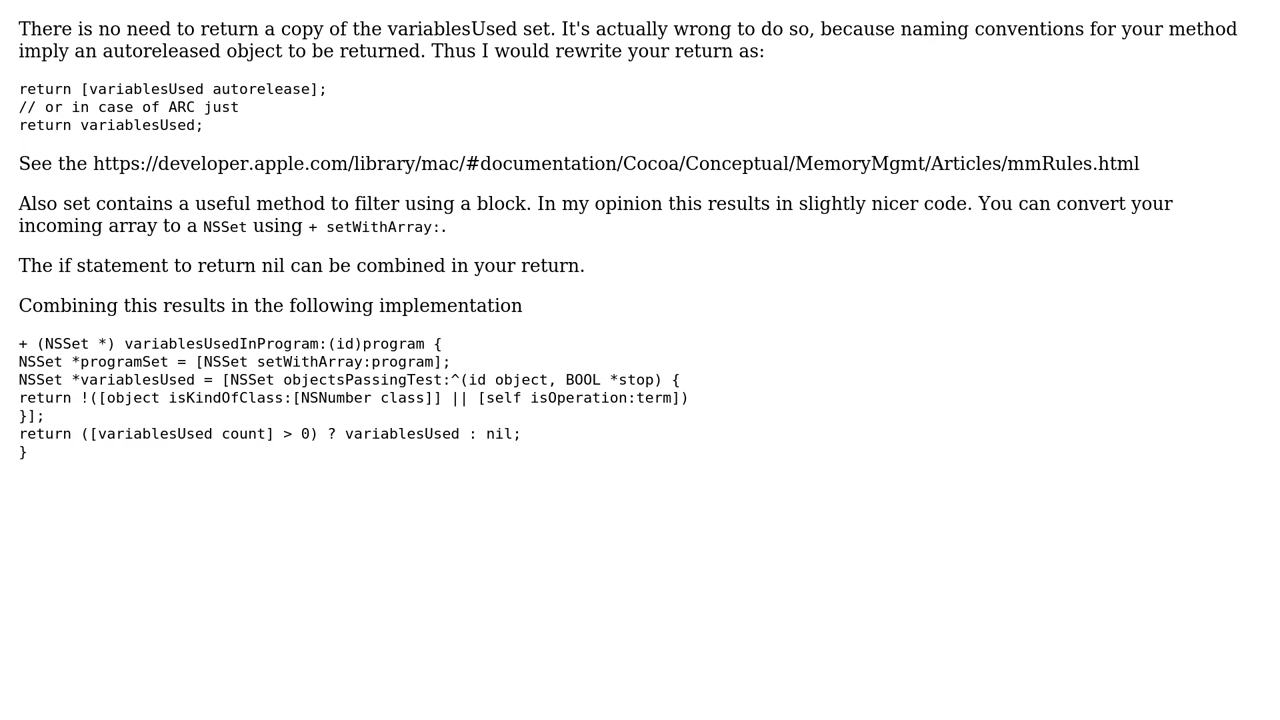 There is no need to return a copy of the variablesUsed set. It's actually wrong to do so, because naming conventions for your method
imply an autoreleased object to be returned. Thus I would rewrite your return as:
return [variablesUsed autorelease];
// or in case of ARC just
return variablesUsed;
See the https://developer.apple.com/library/mac/#documentation/Cocoa/Conceptual/MemoryMgmt/Articles/mmRules.html
Also set contains a useful method to filter using a block. In my opinion this results in slightly nicer code. You can convert your
incoming array to a NSSet using + setWithArray:.
The if statement to return nil can be combined in your return.
Combining this results in the following implementation
+ (NSSet *) variablesUsedInProgram:(id)program {
NSSet *programSet = [NSSet setWithArray:program];
NSSet *variablesUsed = [NSSet objectsPassingTest:^(id object, BOOL *stop) {
return !([object isKindOfClass:[NSNumber class]] || [self isOperation:term])
}];
return ([variablesUsed count] > 0) ? variablesUsed : nil;
}